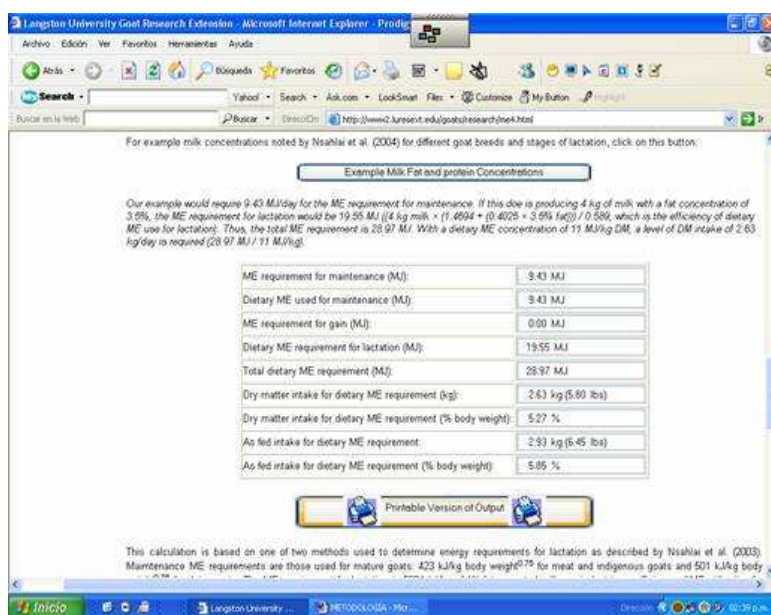 Langston University Goat Research Extension - Microsoft Internet Explorer - Prodig
Archivo Edición Ver Favoritos Herramientas Ayuda
Atrás Búsqueda Favoritos
Search Yahoo! Search Ask.com LookSmart Files Customize My Button
Buscar en la Web Buscar Dirección http://www2.luresext.edu/goats/research/nutr
For example milk concentrations noted by Nsahlai et al. (2004) for different goat breeds and stages of lactation, click on this button:
Example Milk Fat and protein Concentrations
Our example would require 9.43 MJ/day for the ME requirement for maintenance. If this doe is producing 4 kg of milk with a fat concentration of
3.5%, the ME requirement for lactation would be 19.55 MJ ((4 kg milk × (1.4694 + (0.4025 × 3.5% fat))) / 0.589, which is the efficiency of dietary
ME use for lactation). Thus, the total ME requirement is 28.97 MJ. With a dietary ME concentration of 11 MJ/kg DM, a level of DM intake of 2.63
kg/day is required (28.97 MJ / 11 MJ/kg).
ME requirement for maintenance (MJ): 9.43 MJ
Dietary ME used for maintenance (MJ): 9.43 MJ
ME requirement for gain (MJ): 0.00 MJ
Dietary ME requirement for lactation (MJ): 19.55 MJ
Total dietary ME requirement (MJ): 28.97 MJ
Dry matter intake for dietary ME requirement (kg): 2.63 kg (5.80 lbs)
Dry matter intake for dietary ME requirement (% body weight): 5.27 %
As fed intake for dietary ME requirement: 2.93 kg (6.45 lbs)
As fed intake for dietary ME requirement (% body weight): 5.85 %
Printable Version of Output
This calculation is based on one of two methods used to determine energy requirements for lactation as described by Nsahlai et al. (2003).
Maintenance ME requirements are those used for mature goats: 423 kJ/kg body weight0.75 for meat and indigenous goats and 501 kJ/kg body
Inicio Langston University ... METODOLOGÍA - Micr... Dirección 02:39 p.m.